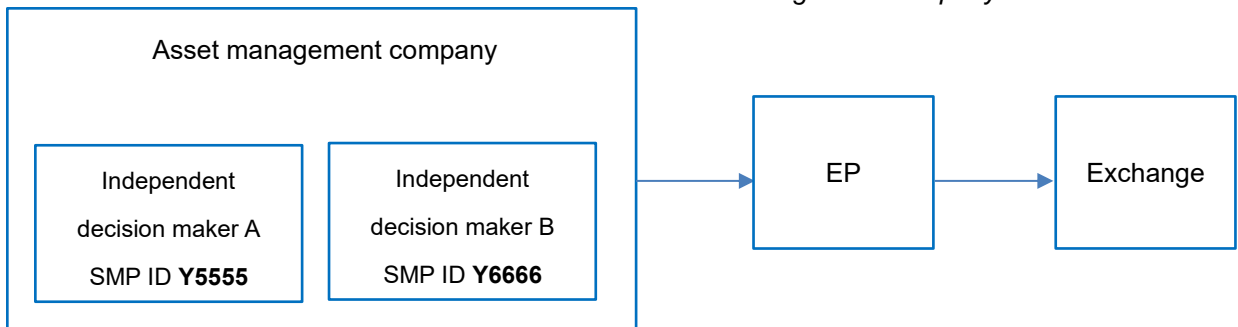 Asset management company
Independent
decision maker A
SMP ID Y5555
Independent
decision maker B
SMP ID Y6666
EP
Exchange